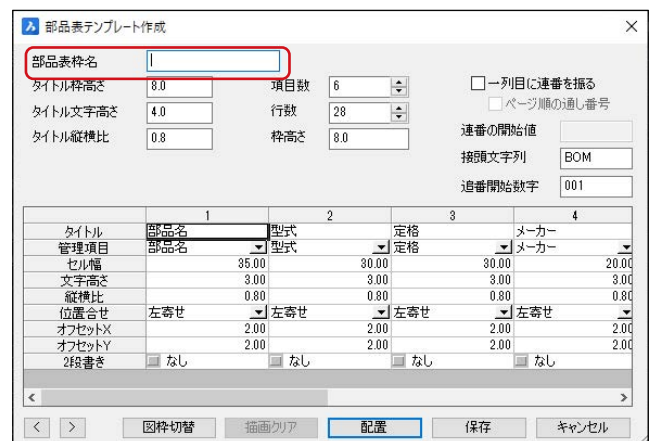 部品表テンプレート作成
部品表枠名
タイトル枠高さ 8.0 項目数 6 一列目に連番を振る
ページ順の通し番号
タイトル文字高さ 4.0 行数 28
連番の開始値
タイトル縦横比 0.8 枠高さ 8.0
接頭文字列 BOM
追番開始数字 001
1 2 3 4
タイトル 部品名 型式 定格 メーカー
管理項目 部品名 型式 定格 メーカー
セル幅 35.00 30.00 30.00 20.00
文字高さ 3.00 3.00 3.00 3.00
縦横比 0.80 0.80 0.80 0.80
位置合せ 左寄せ 左寄せ 左寄せ 左寄せ
オフセットX 2.00 2.00 2.00 2.00
オフセットY 2.00 2.00 2.00 2.00
2段書き なし なし なし なし
< > 図枠切替 描画クリア 配置 保存 キャンセル